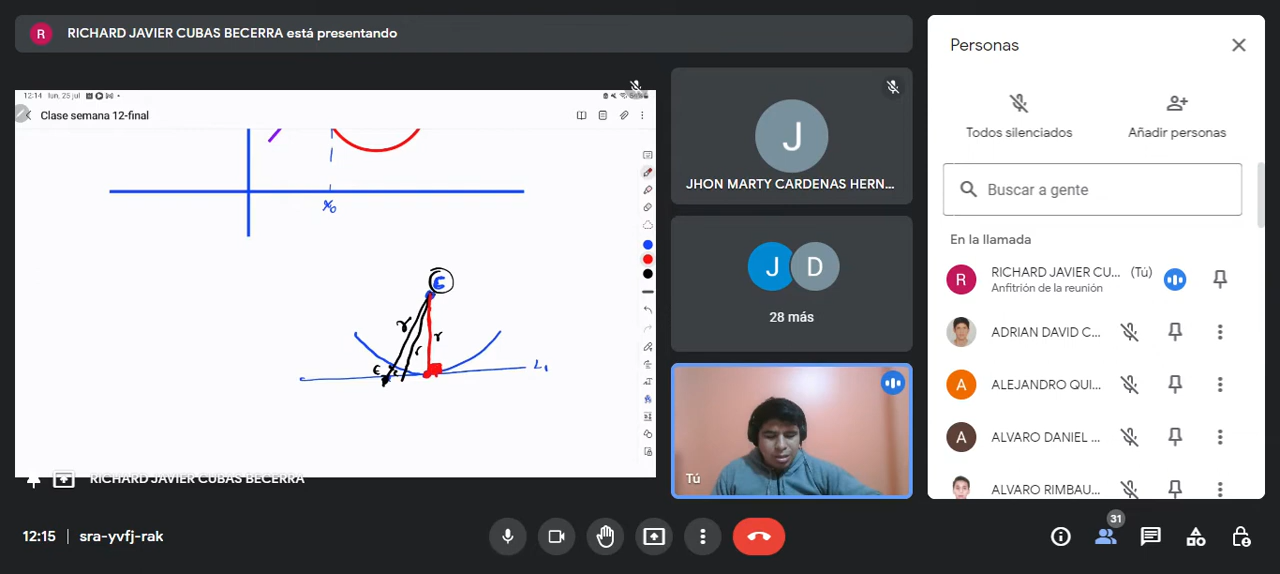 RICHARD JAVIER CUBAS BECERRA está presentando
12:14 lun, 25 jul
Clase semana 12-final
x₀
C
r
r
r
ε
L₁
RICHARD JAVIER CUBAS BECERRA
J
JHON MARTY CARDENAS HERN...
J D
28 más
Tú
Personas
Todos silenciados
Añadir personas
Buscar a gente
En la llamada
R
RICHARD JAVIER CU... (Tú)
Anfitrión de la reunión
ADRIAN DAVID C...
A
ALEJANDRO QUI...
A
ALVARO DANIEL ...
ALVARO RIMBAU...
12:15 sra-yvfj-rak
31